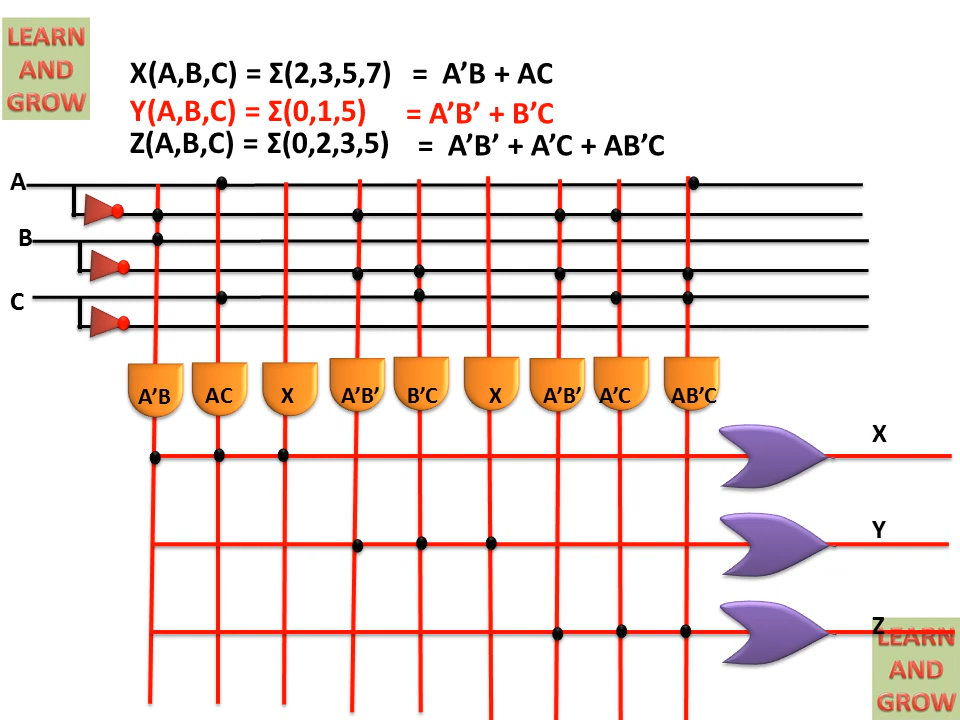 LEARN
AND
GROW
X(A,B,C) = Σ(2,3,5,7) = A’B + AC
Y(A,B,C) = Σ(0,1,5) = A’B’ + B’C
Z(A,B,C) = Σ(0,2,3,5) = A’B’ + A’C + AB’C
A
B
C
A’B AC X A’B’ B’C X A’B’ A’C AB’C
X
Y
Z
LEARN
AND
GROW